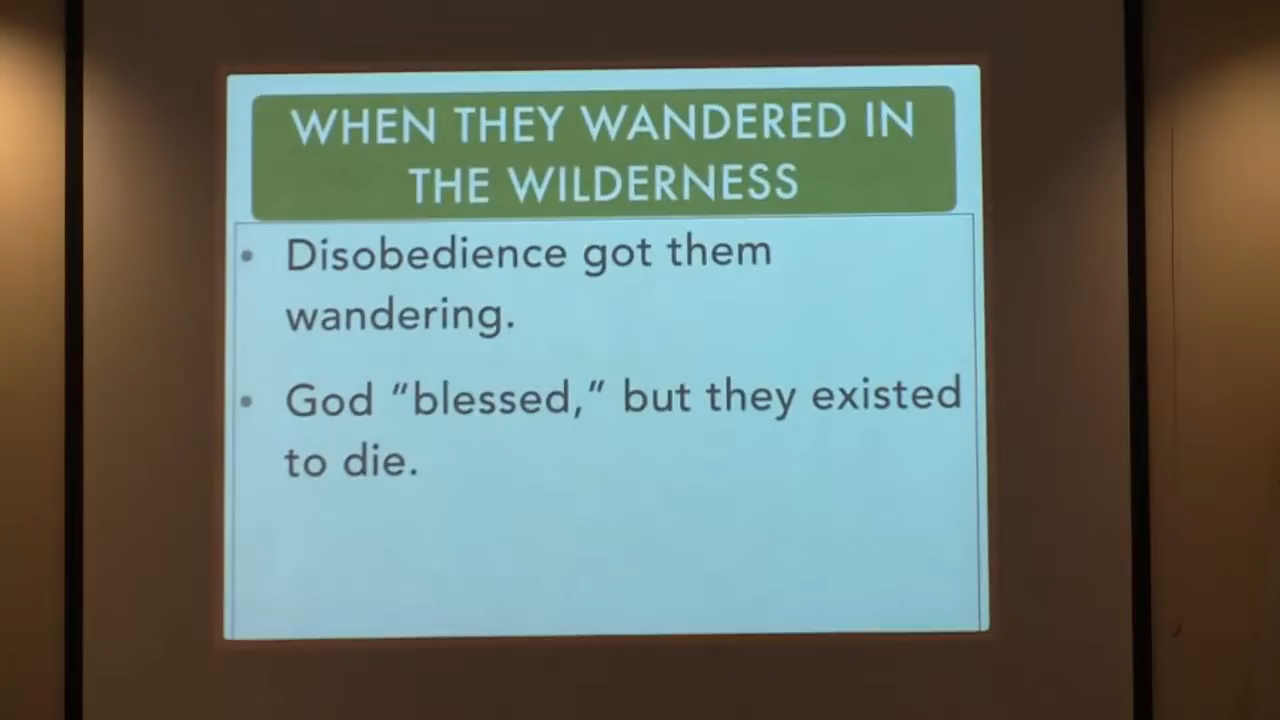 WHEN THEY WANDERED IN
THE WILDERNESS
• Disobedience got them
wandering.
• God “blessed,” but they existed
to die.